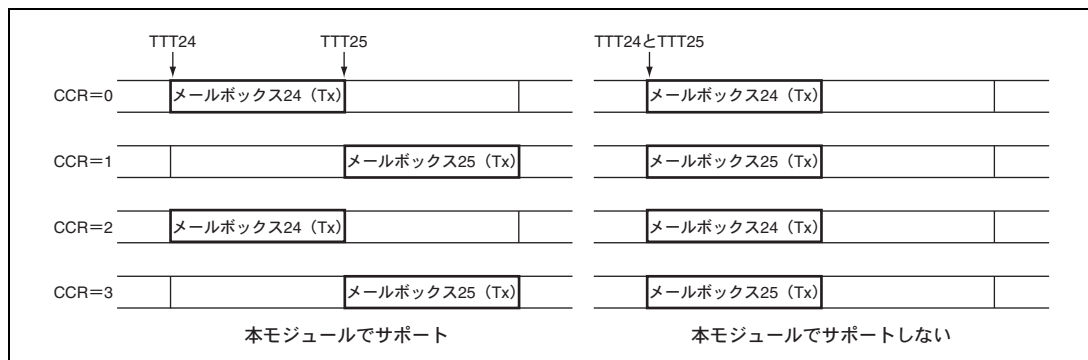 TTT24 TTT25 TTT24とTTT25
CCR=0 メールボックス24（Tx） メールボックス24（Tx）
CCR=1 メールボックス25（Tx） メールボックス25（Tx）
CCR=2 メールボックス24（Tx） メールボックス24（Tx）
CCR=3 メールボックス25（Tx） メールボックス25（Tx）
本モジュールでサポート 本モジュールでサポートしない